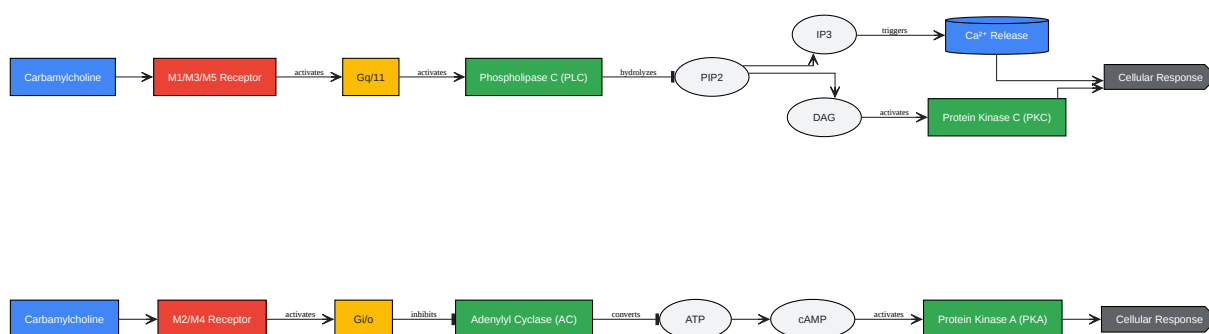 IP3
triggers
Ca²⁺ Release
Carbamylcholine
M1/M3/M5 Receptor
activates
Gq/11
activates
Phospholipase C (PLC)
hydrolyzes
PIP2
Cellular Response
DAG
activates
Protein Kinase C (PKC)
Carbamylcholine
M2/M4 Receptor
activates
Gi/o
inhibits
Adenylyl Cyclase (AC)
converts
ATP
cAMP
activates
Protein Kinase A (PKA)
Cellular Response